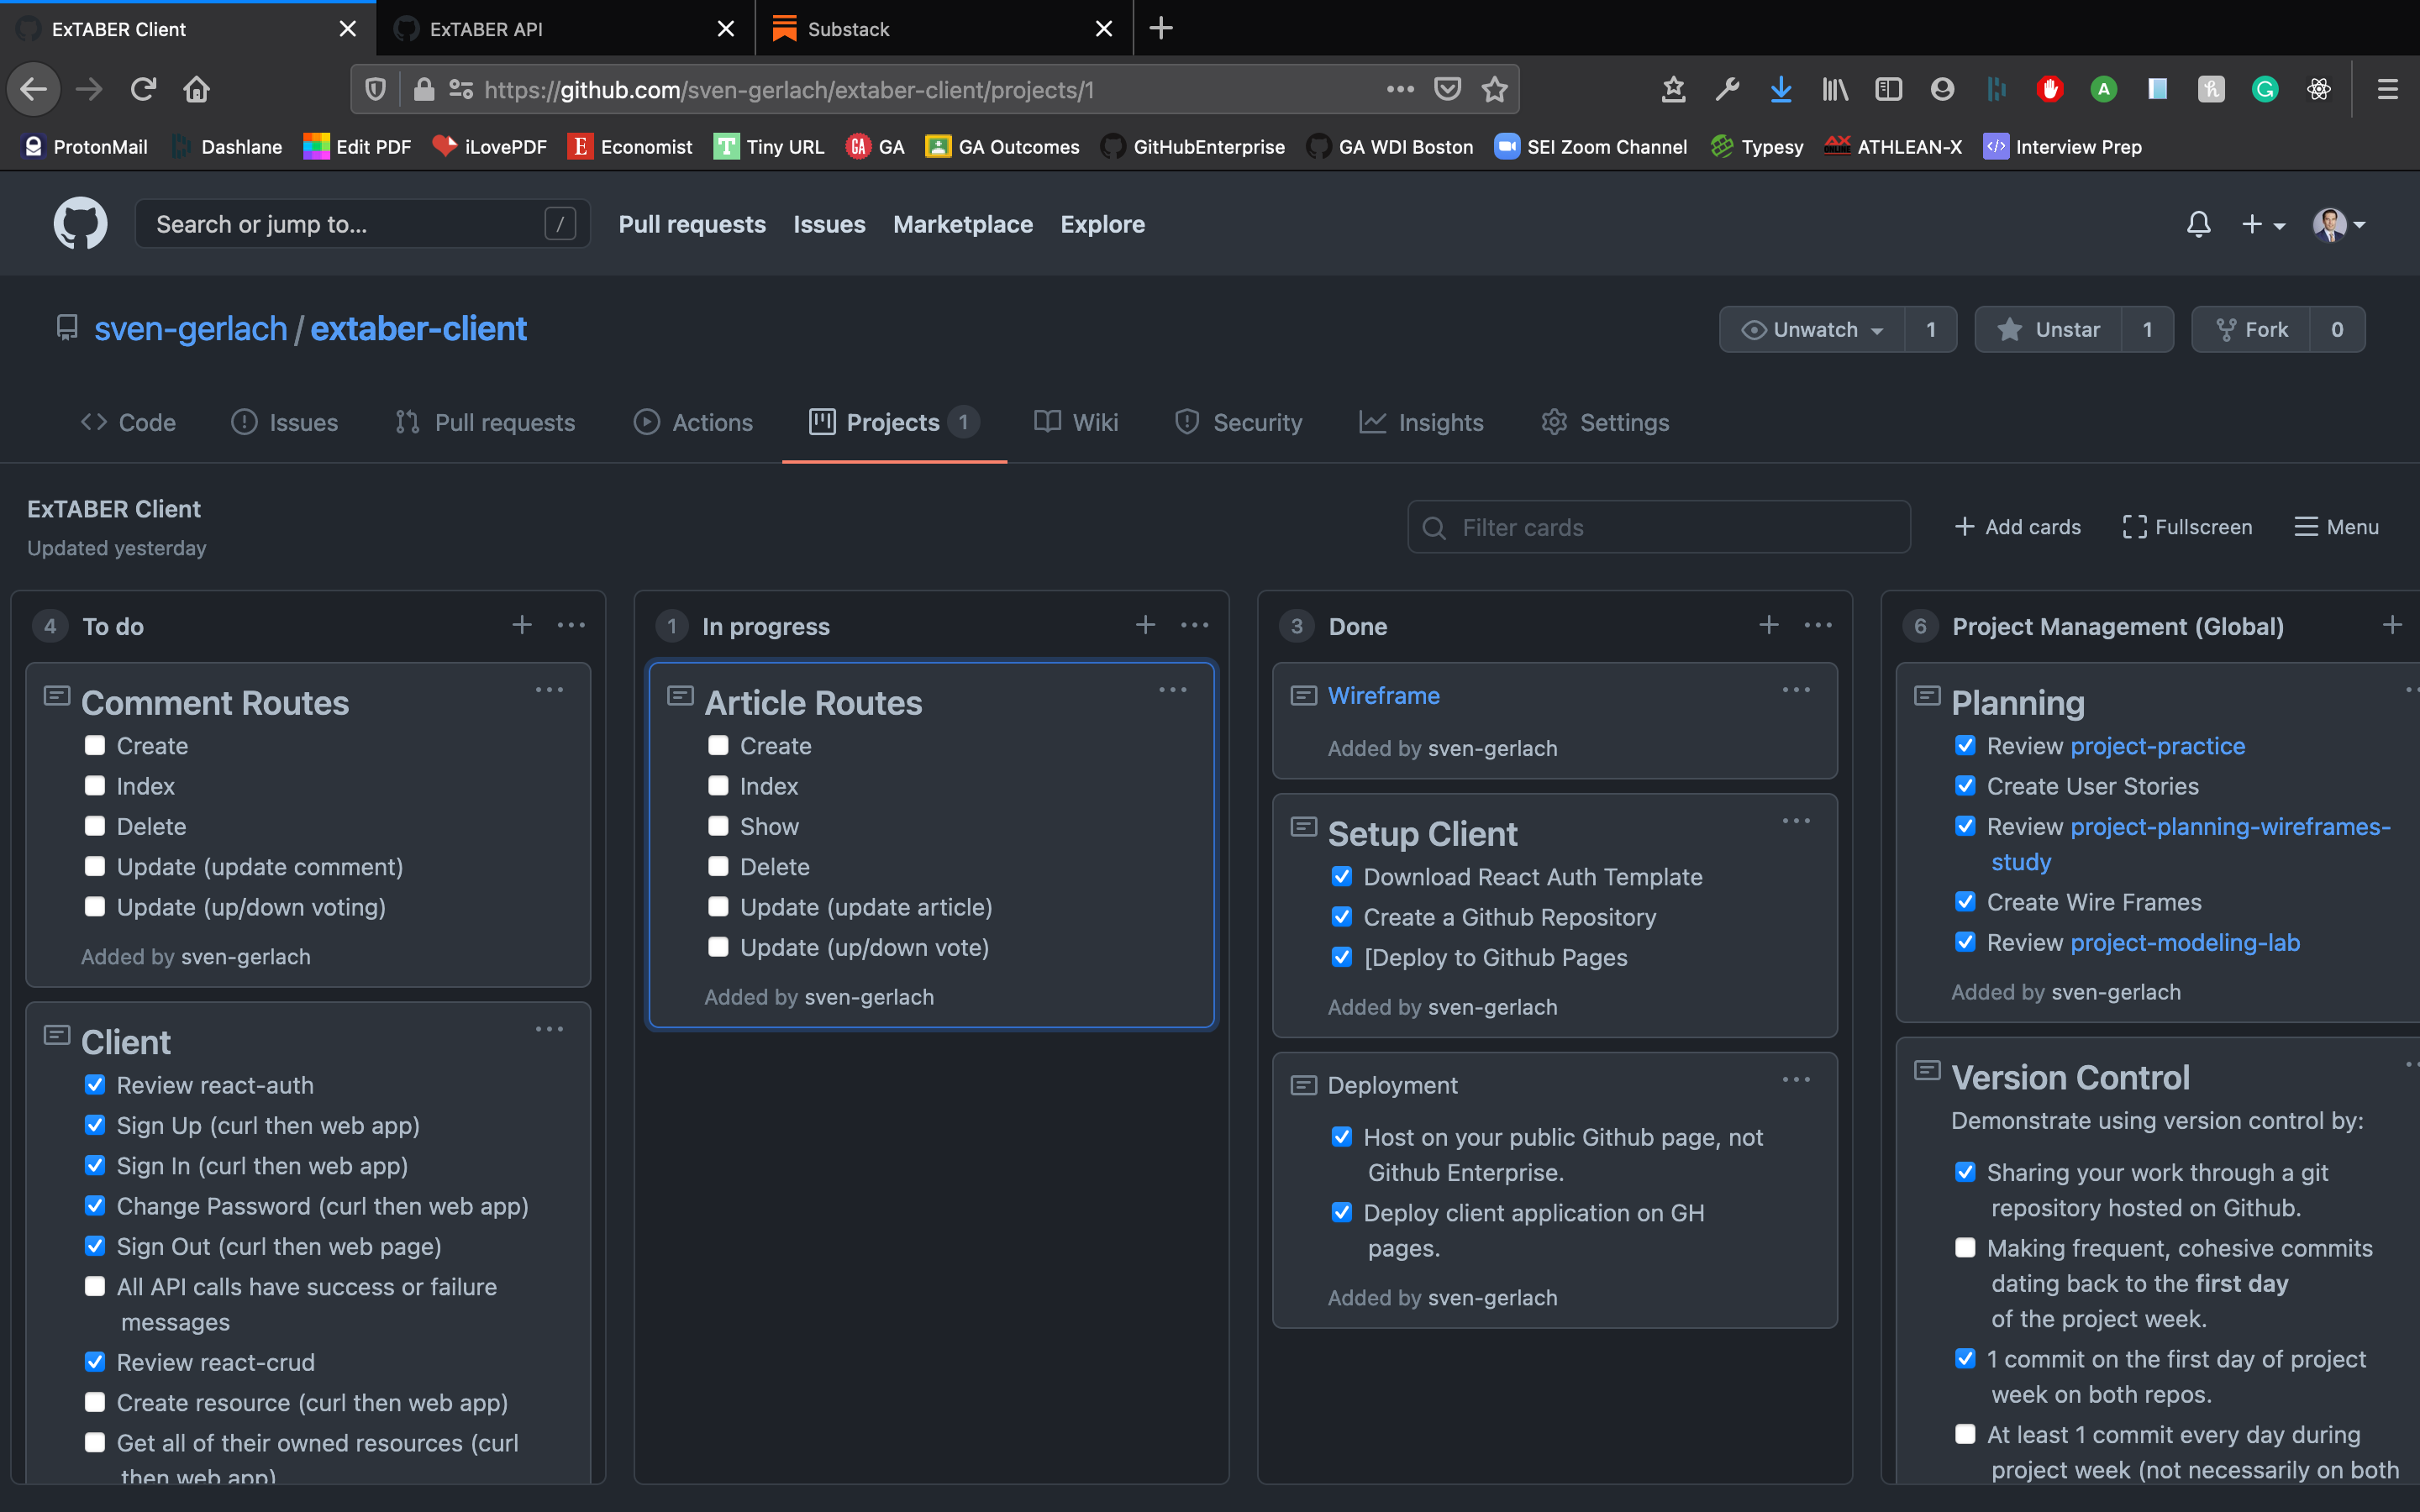 ExTABER Client
ExTABER API
Substack
https://github.com/sven-gerlach/extaber-client/projects/1
ProtonMail
Dashlane
Edit PDF
iLovePDF
Economist
Tiny URL
GA
GA Outcomes
GitHubEnterprise
GA WDI Boston
SEI Zoom Channel
Typesy
ATHLEAN-X
Interview Prep
Search or jump to... /
Pull requests
Issues
Marketplace
Explore
sven-gerlach / extaber-client
Unwatch 1
Unstar 1
Fork 0
Code
Issues
Pull requests
Actions
Projects 1
Wiki
Security
Insights
Settings
ExTABER Client
Updated yesterday
Filter cards
Add cards
Fullscreen
Menu
4 To do
Comment Routes
Create
Index
Delete
Update (update comment)
Update (up/down voting)
Added by sven-gerlach
Client
Review react-auth
Sign Up (curl then web app)
Sign In (curl then web app)
Change Password (curl then web app)
Sign Out (curl then web page)
All API calls have success or failure
messages
Review react-crud
Create resource (curl then web app)
Get all of their owned resources (curl
then web app)
1 In progress
Article Routes
Create
Index
Show
Delete
Update (update article)
Update (up/down vote)
Added by sven-gerlach
3 Done
Wireframe
Added by sven-gerlach
Setup Client
Download React Auth Template
Create a Github Repository
[Deploy to Github Pages
Added by sven-gerlach
Deployment
Host on your public Github page, not
Github Enterprise.
Deploy client application on GH
pages.
Added by sven-gerlach
6 Project Management (Global)
Planning
Review project-practice
Create User Stories
Review project-planning-wireframes-
study
Create Wire Frames
Review project-modeling-lab
Added by sven-gerlach
Version Control
Demonstrate using version control by:
Sharing your work through a git
repository hosted on Github.
Making frequent, cohesive commits
dating back to the first day
of the project week.
1 commit on the first day of project
week on both repos.
At least 1 commit every day during
project week (not necessarily on both